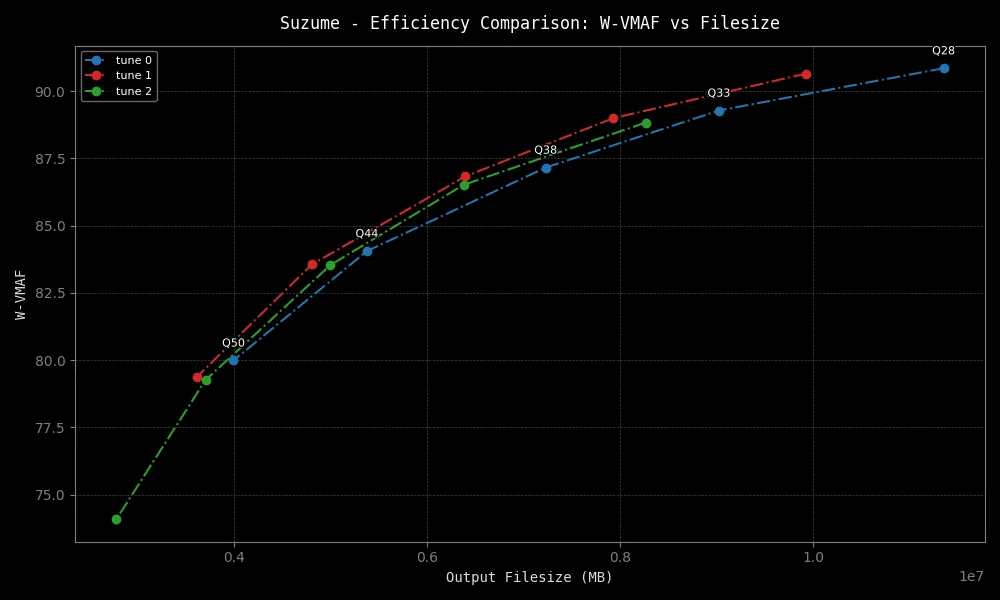 Suzume - Efficiency Comparison: W-VMAF vs Filesize
tune 0
tune 1
tune 2
Q28
Q33
Q38
Q44
Q50
90.0
87.5
85.0
82.5
80.0
77.5
75.0
W-VMAF
0.4 0.6 0.8 1.0
1e7
Output Filesize (MB)